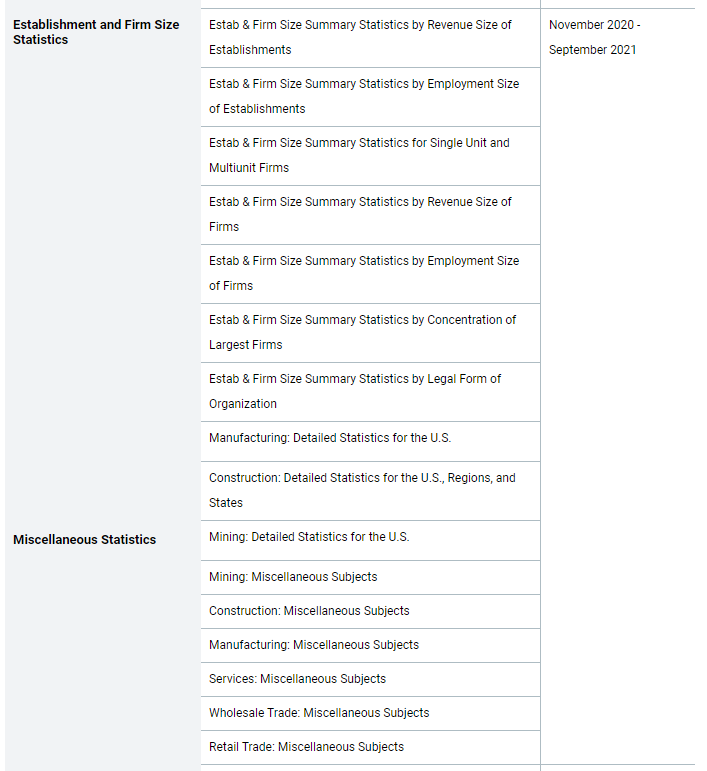 Establishment and Firm Size
Statistics
Estab & Firm Size Summary Statistics by Revenue Size of
Establishments
November 2020 -
September 2021
Estab & Firm Size Summary Statistics by Employment Size
of Establishments
Estab & Firm Size Summary Statistics for Single Unit and
Multiunit Firms
Estab & Firm Size Summary Statistics by Revenue Size of
Firms
Estab & Firm Size Summary Statistics by Employment Size
of Firms
Estab & Firm Size Summary Statistics by Concentration of
Largest Firms
Estab & Firm Size Summary Statistics by Legal Form of
Organization
Manufacturing: Detailed Statistics for the U.S.
Construction: Detailed Statistics for the U.S., Regions, and
States
Miscellaneous Statistics
Mining: Detailed Statistics for the U.S.
Mining: Miscellaneous Subjects
Construction: Miscellaneous Subjects
Manufacturing: Miscellaneous Subjects
Services: Miscellaneous Subjects
Wholesale Trade: Miscellaneous Subjects
Retail Trade: Miscellaneous Subjects